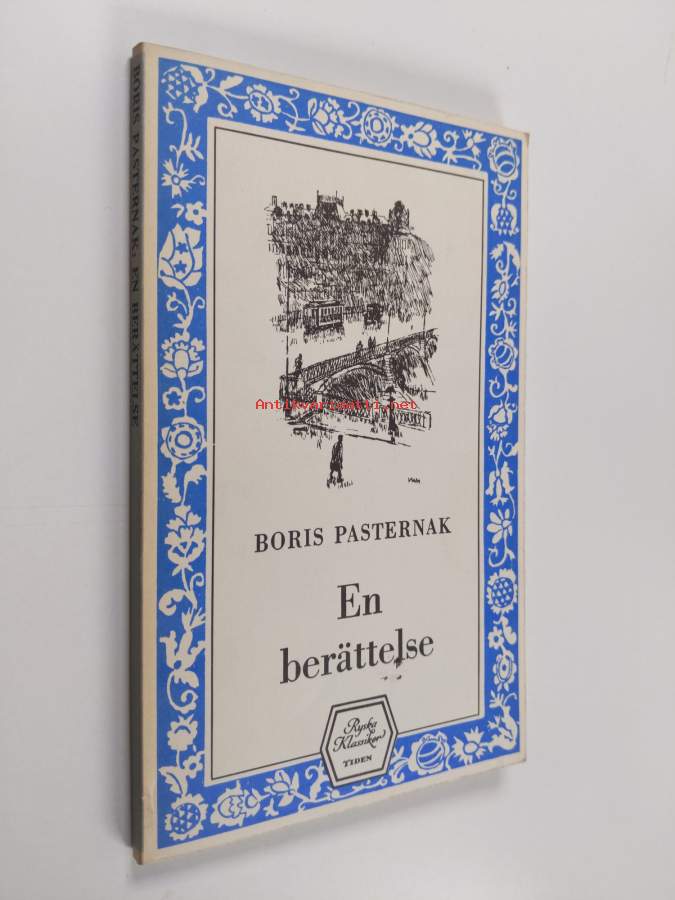 BORIS PASTERNAK: EN BERÄTTELSE
Antikvariaatti.net
BORIS PASTERNAK
En
berättelse
Ryska
Klassiker
TIDEN